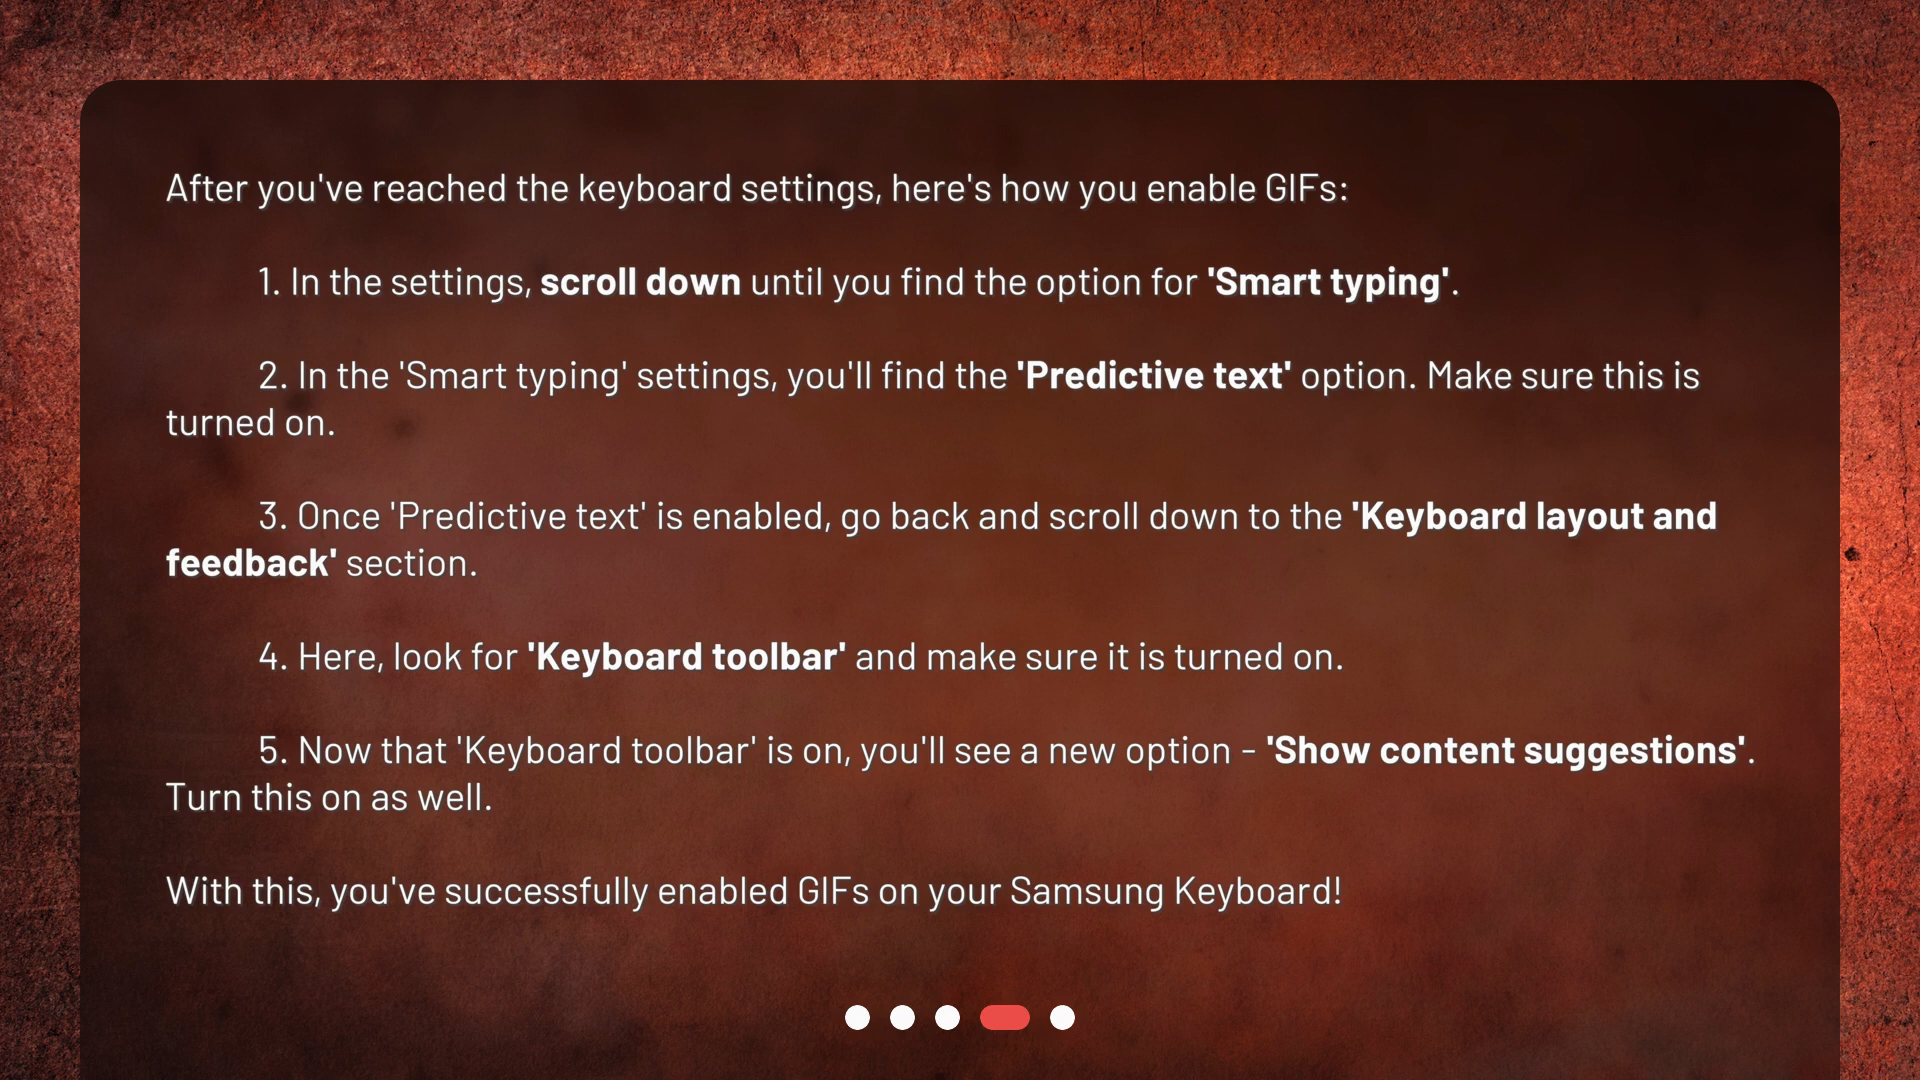 After you've reached the keyboard settings, here's how you enable GIFs:
1. In the settings, scroll down until you find the option for 'Smart typing'.
2. In the 'Smart typing' settings, you'll find the 'Predictive text' option. Make sure this is
turned on.
3. Once 'Predictive text' is enabled, go back and scroll down to the 'Keyboard layout and
feedback' section.
4. Here, look for 'Keyboard toolbar' and make sure it is turned on.
5. Now that 'Keyboard toolbar' is on, you'll see a new option - 'Show content suggestions'.
Turn this on as well.
With this, you've successfully enabled GIFs on your Samsung Keyboard!